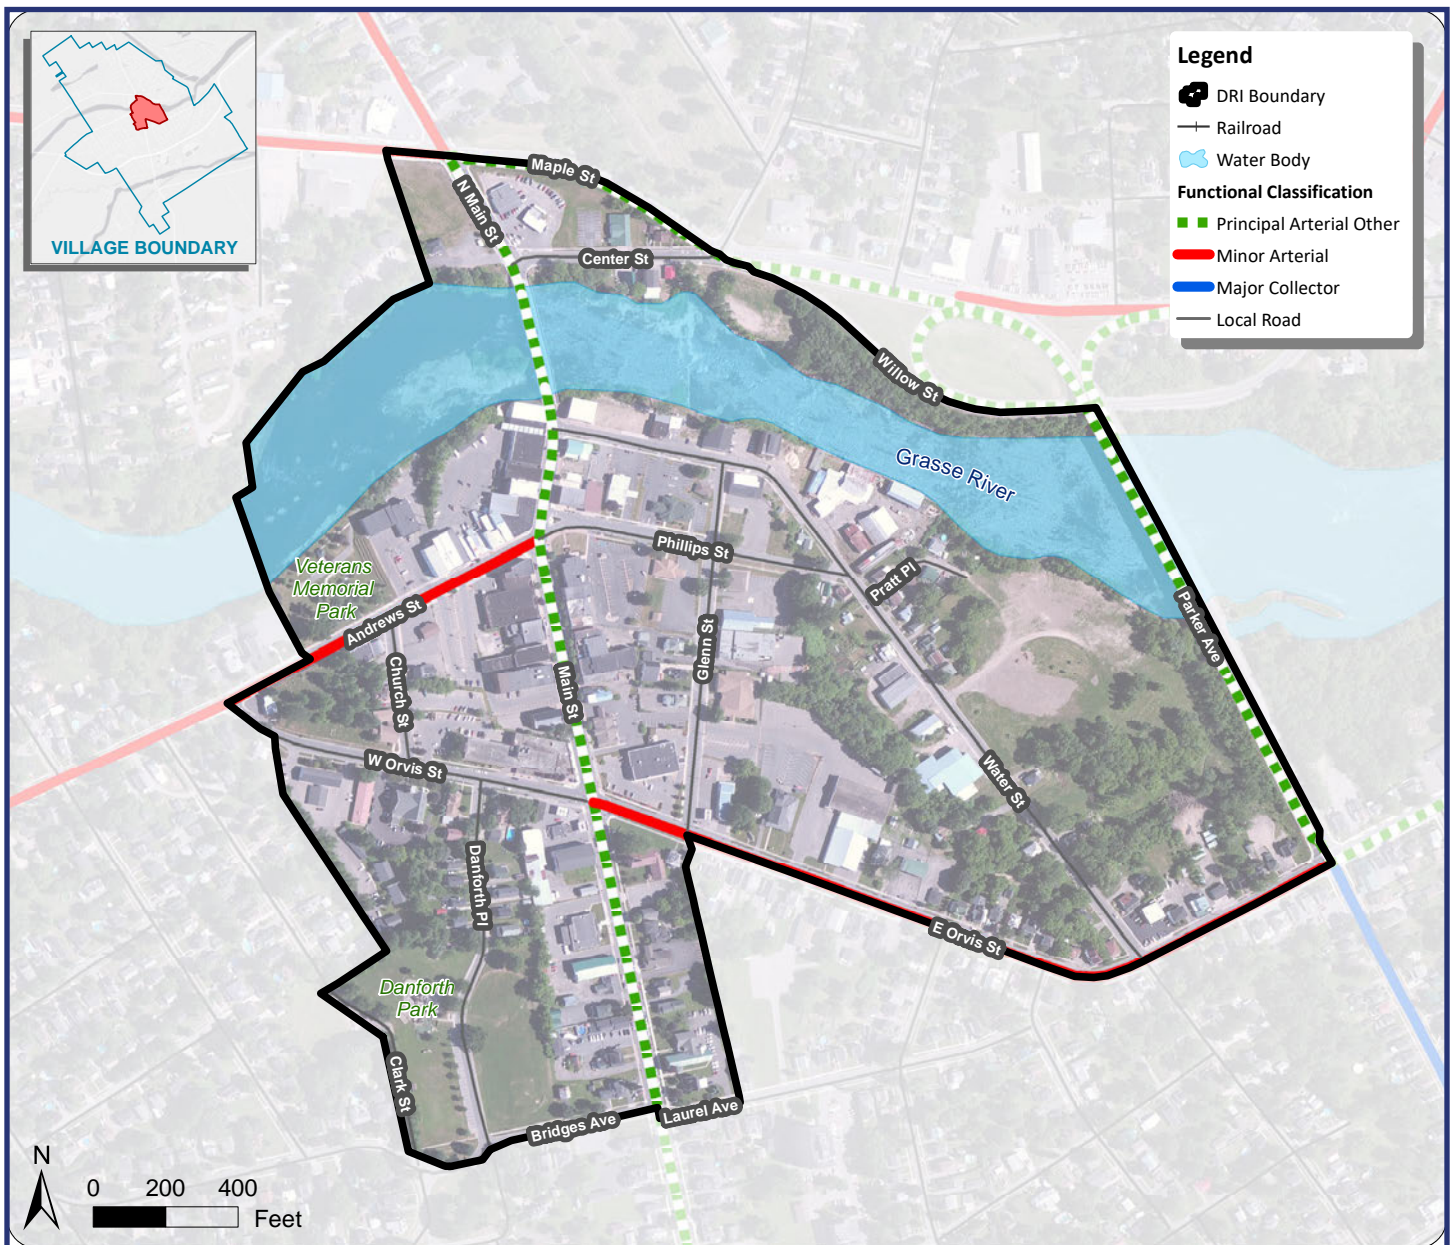 VILLAGE BOUNDARY
Legend
DRI Boundary
Railroad
Water Body
Functional Classification
Principal Arterial Other
Minor Arterial
Major Collector
Local Road
Maple St
N Main St
Center St
Willow St
Grasse River
Phillips St
Pratt Pl
Veterans
Memorial
Park
Andrews St
Parker Ave
Glenn St
Church St
Main St
W Orvis St
Water St
Danforth Pl
E Orvis St
Danforth
Park
Clark St
Bridges Ave
Laurel Ave
N
0 200 400
Feet